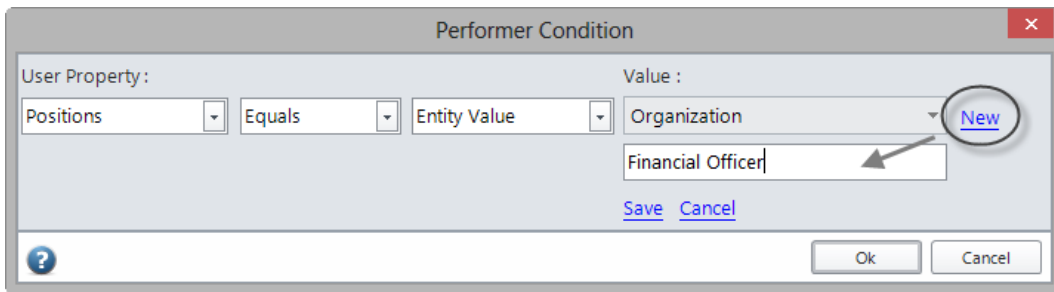 Performer Condition
×
User Property : Value :
Positions Equals Entity Value Organization New
Financial Officer
Save Cancel
? Ok Cancel